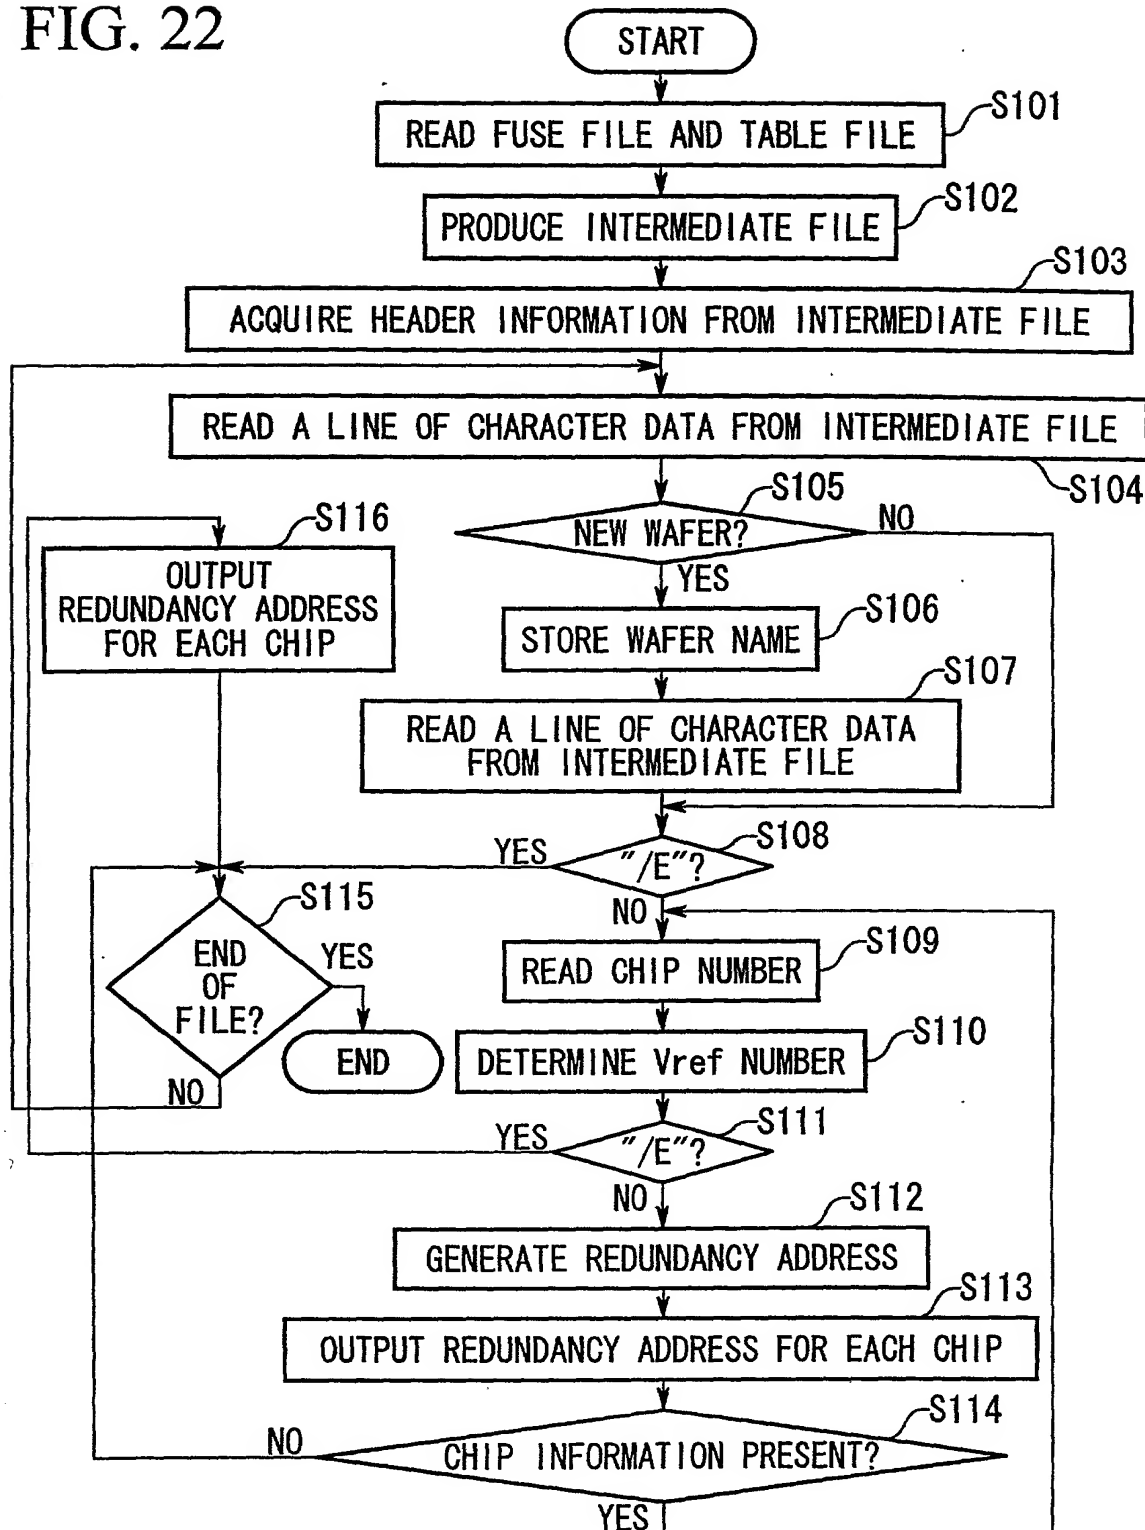 FIG. 22
START
S101
READ FUSE FILE AND TABLE FILE
S102
PRODUCE INTERMEDIATE FILE
S103
ACQUIRE HEADER INFORMATION FROM INTERMEDIATE FILE
READ A LINE OF CHARACTER DATA FROM INTERMEDIATE FILE
S104
S105
NEW WAFER?
NO
YES
S116
OUTPUT
REDUNDANCY ADDRESS
FOR EACH CHIP
S106
STORE WAFER NAME
S107
READ A LINE OF CHARACTER DATA
FROM INTERMEDIATE FILE
S108
"/E"?
YES
NO
S115
END
OF
FILE?
YES
END
NO
S109
READ CHIP NUMBER
S110
DETERMINE Vref NUMBER
S111
"/E"?
YES
NO
S112
GENERATE REDUNDANCY ADDRESS
S113
OUTPUT REDUNDANCY ADDRESS FOR EACH CHIP
S114
CHIP INFORMATION PRESENT?
NO
YES